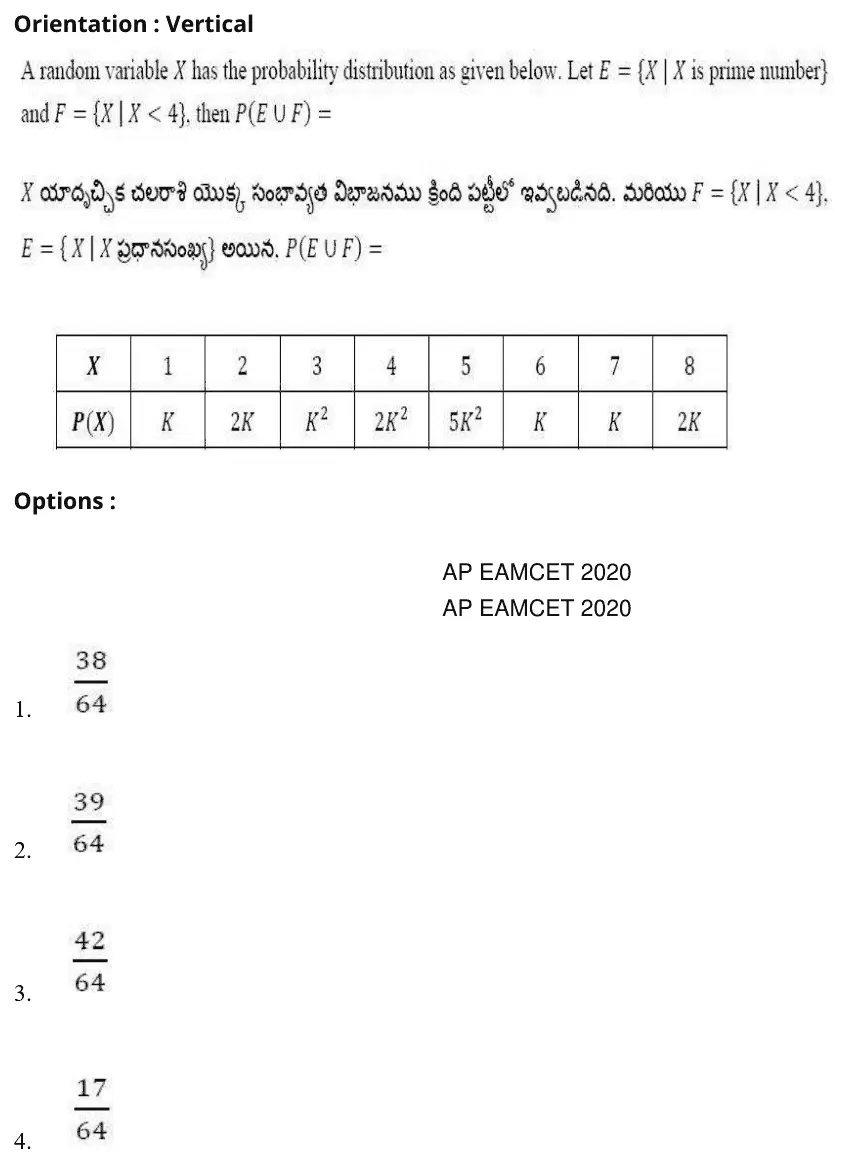 Orientation : Vertical
A random variable X has the probability distribution as given below. Let E = {X | X is prime number}
and F = {X | X < 4}, then P(E ∪ F) =
X యాదృచ్ఛిక చలరాశి యొక్క సంభావ్యత విభాజనము క్రింది పట్టీలో ఇవ్వబడినది. మరియు F = {X | X < 4},
E = { X | X ప్రధానసంఖ్య} అయిన, P(E ∪ F) =
X 1 2 3 4 5 6 7 8
P(X) K 2K K² 2K² 5K² K K 2K
Options :
AP EAMCET 2020
AP EAMCET 2020
1. 38/64
2. 39/64
3. 42/64
4. 17/64